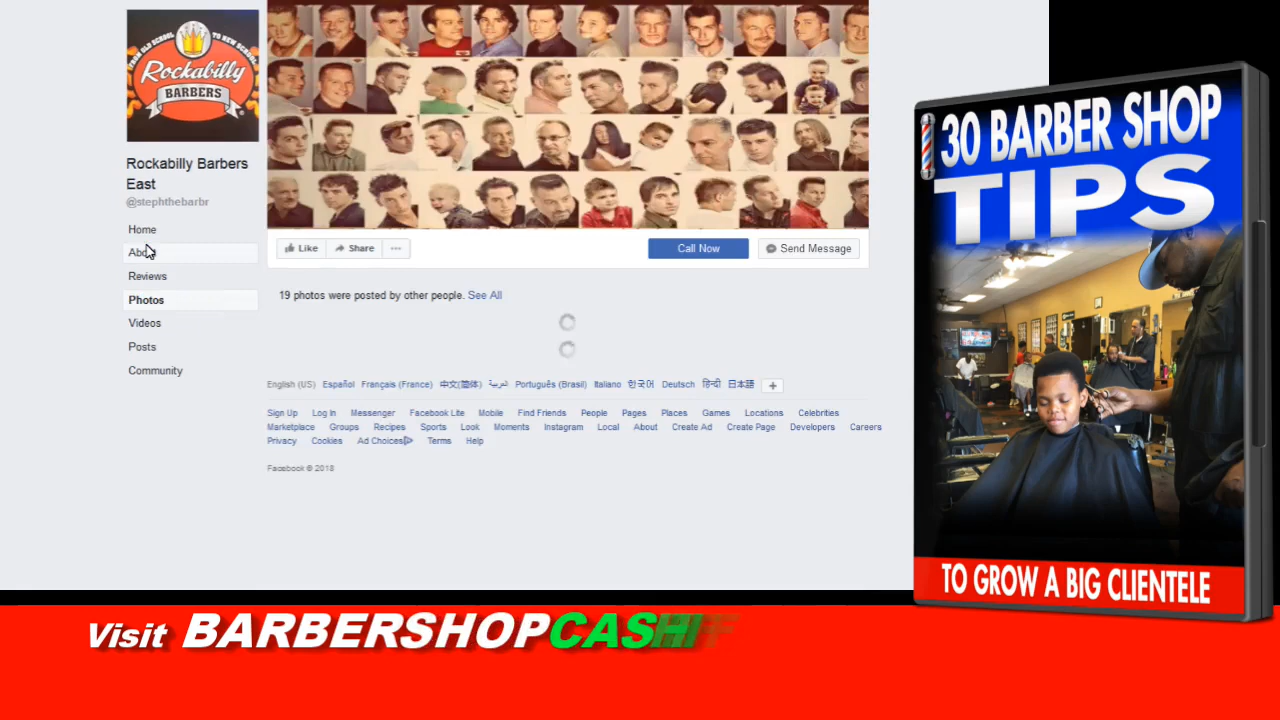 FROM OLD SCHOOL TO NEW SCHOOL
Rockabilly
BARBERS
Rockabilly Barbers
East
@stephthebarbr
Home
About
Reviews
Photos
Videos
Posts
Community
Like Share ...
Call Now Send Message
19 photos were posted by other people. See All
English (US) Español Français (France) 中文(简体) العربية Português (Brasil) Italiano 한국어 Deutsch हिन्दी 日本語 +
Sign Up Log In Messenger Facebook Lite Mobile Find Friends People Pages Places Games Locations Celebrities
Marketplace Groups Recipes Sports Look Moments Instagram Local About Create Ad Create Page Developers Careers
Privacy Cookies Ad Choices Terms Help
Facebook © 2018
30 BARBER SHOP
TIPS
TO GROW A BIG CLIENTELE
Visit BARBERSHOPCASH